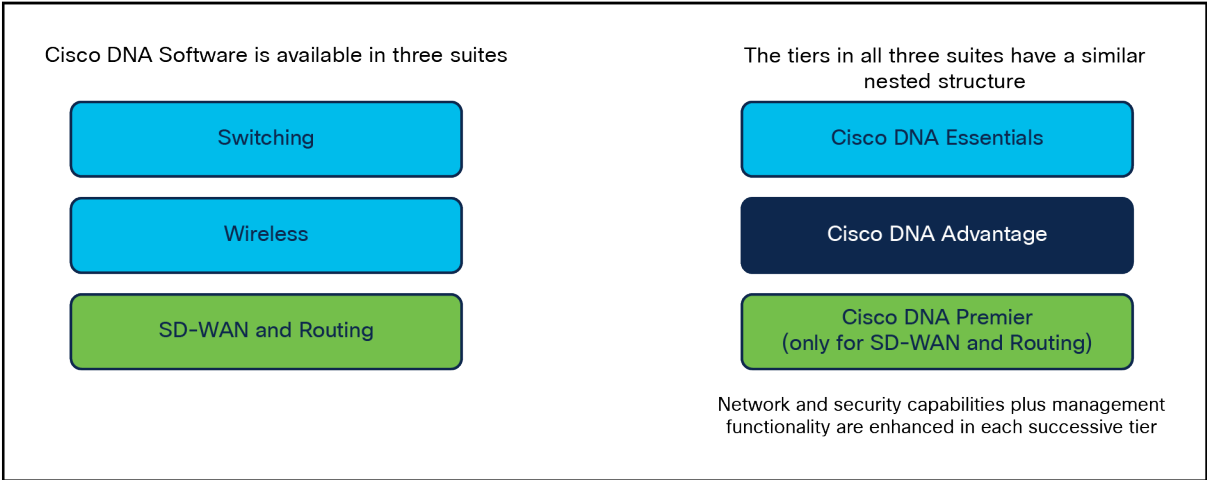 Cisco DNA Software is available in three suites
Switching
Wireless
SD-WAN and Routing
The tiers in all three suites have a similar
nested structure
Cisco DNA Essentials
Cisco DNA Advantage
Cisco DNA Premier
(only for SD-WAN and Routing)
Network and security capabilities plus management
functionality are enhanced in each successive tier